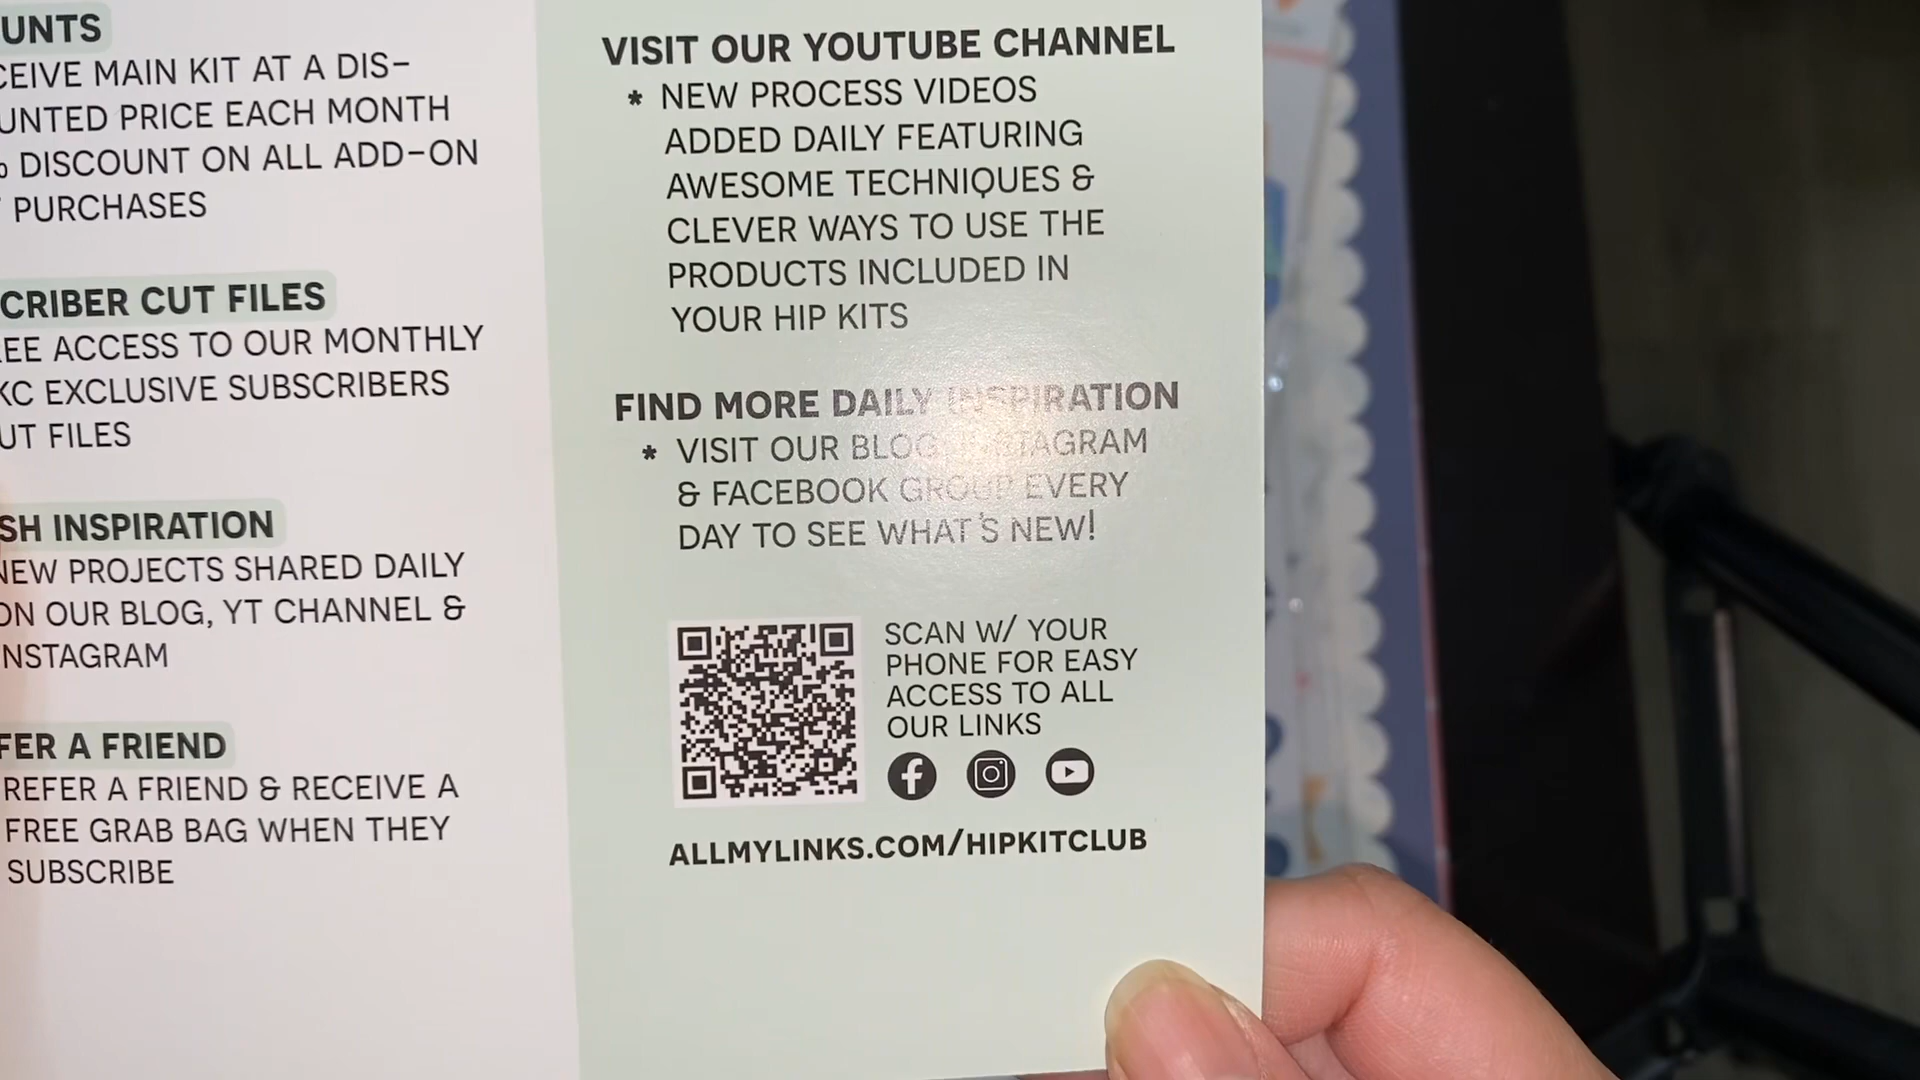 UNTS
CEIVE MAIN KIT AT A DIS-
UNTED PRICE EACH MONTH
% DISCOUNT ON ALL ADD-ON
PURCHASES
CRIBER CUT FILES
EE ACCESS TO OUR MONTHLY
KC EXCLUSIVE SUBSCRIBERS
UT FILES
SH INSPIRATION
NEW PROJECTS SHARED DAILY
ON OUR BLOG, YT CHANNEL &
NSTAGRAM
FER A FRIEND
REFER A FRIEND & RECEIVE A
FREE GRAB BAG WHEN THEY
SUBSCRIBE
VISIT OUR YOUTUBE CHANNEL
* NEW PROCESS VIDEOS
ADDED DAILY FEATURING
AWESOME TECHNIQUES &
CLEVER WAYS TO USE THE
PRODUCTS INCLUDED IN
YOUR HIP KITS
FIND MORE DAILY INSPIRATION
* VISIT OUR BLOG, INSTAGRAM
& FACEBOOK GROUP EVERY
DAY TO SEE WHAT'S NEW!
SCAN W/ YOUR
PHONE FOR EASY
ACCESS TO ALL
OUR LINKS
ALLMYLINKS.COM/HIPKITCLUB